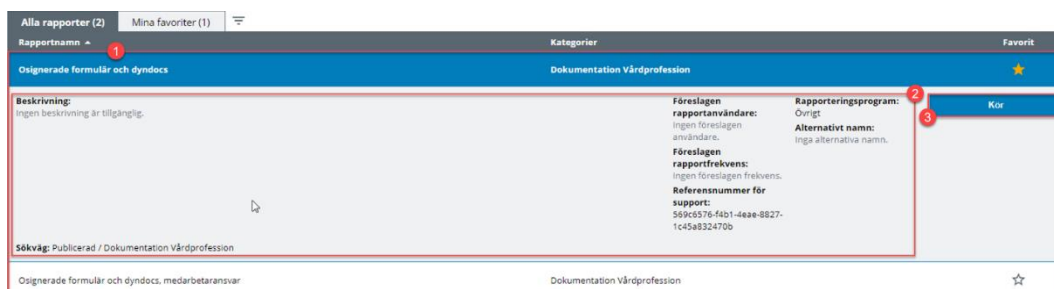 Alla rapporter (2) Mina favoriter (1)
Rapportnamn Kategorier Favorit
1
Osignerade formulär och dyndocs Dokumentation Vårdprofession
2
3
Kör
Beskrivning:
Ingen beskrivning är tillgänglig.
Föreslagen
rapportanvändare:
Ingen föreslagen
användare.
Föreslagen
rapportfrekvens:
Ingen föreslagen frekvens.
Referensnummer för
support:
569c6576-f4b1-4eae-8827-
1c45a832470b
Rapporteringsprogram:
Övrigt
Alternativt namn:
Inga alternativa namn.
Sökväg: Publicerad / Dokumentation Vårdprofession
Osignerade formulär och dyndocs, medarbetaransvar Dokumentation Vårdprofession